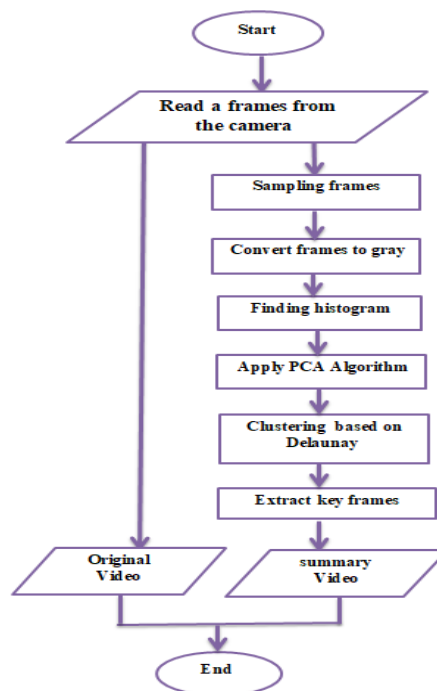 Start
Read a frames from
the camera
Sampling frames
Convert frames to gray
Finding histogram
Apply PCA Algorithm
Clustering based on
Delaunay
Extract key frames
Original
Video
summary
Video
End